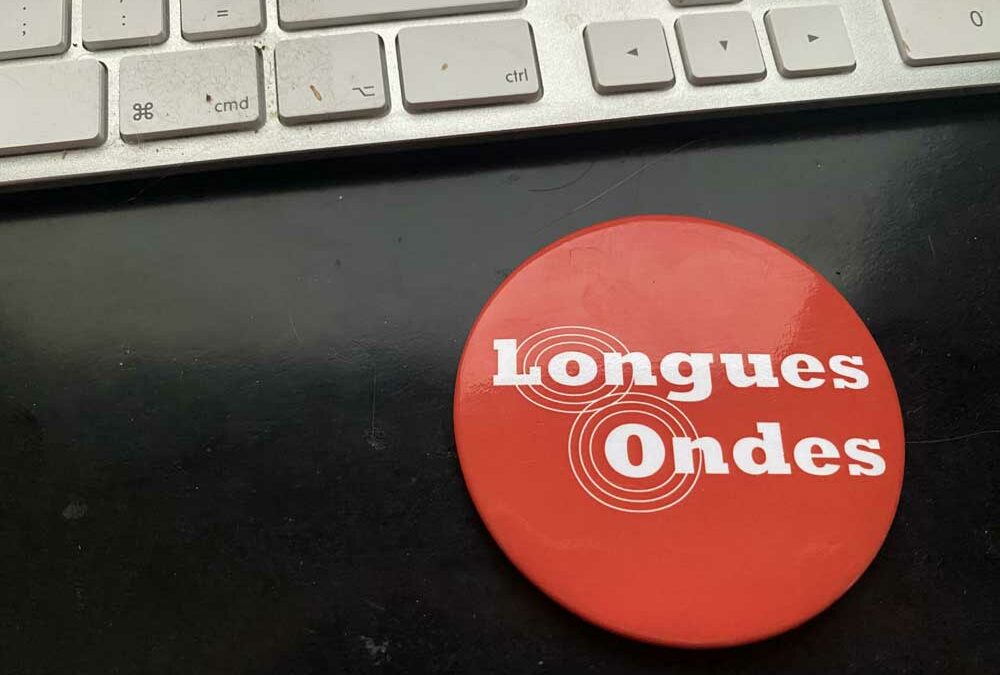 ; :
= 
⌘ cmd
⌥
ctrl
◄
▼
►
0
Longues
Ondes